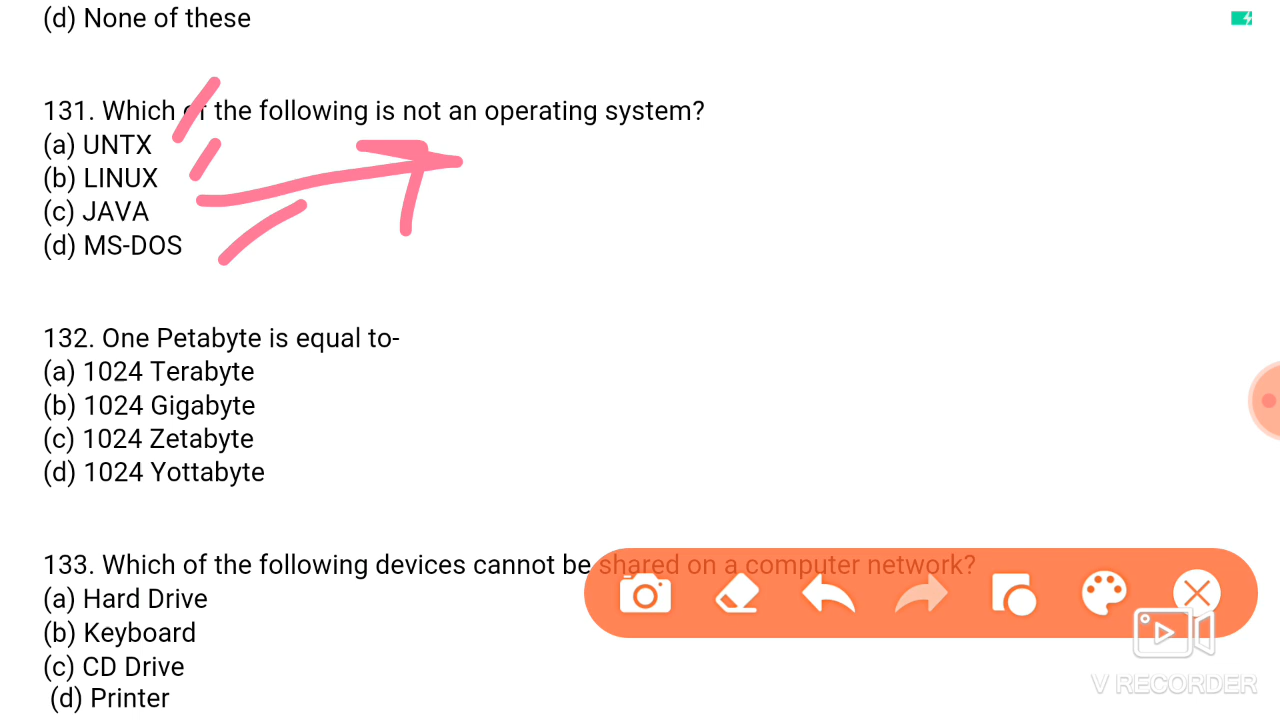 (d) None of these
131. Which of the following is not an operating system?
(a) UNTX
(b) LINUX
(c) JAVA
(d) MS-DOS
132. One Petabyte is equal to-
(a) 1024 Terabyte
(b) 1024 Gigabyte
(c) 1024 Zetabyte
(d) 1024 Yottabyte
133. Which of the following devices cannot be shared on a computer network?
(a) Hard Drive
(b) Keyboard
(c) CD Drive
(d) Printer
V RECORDER